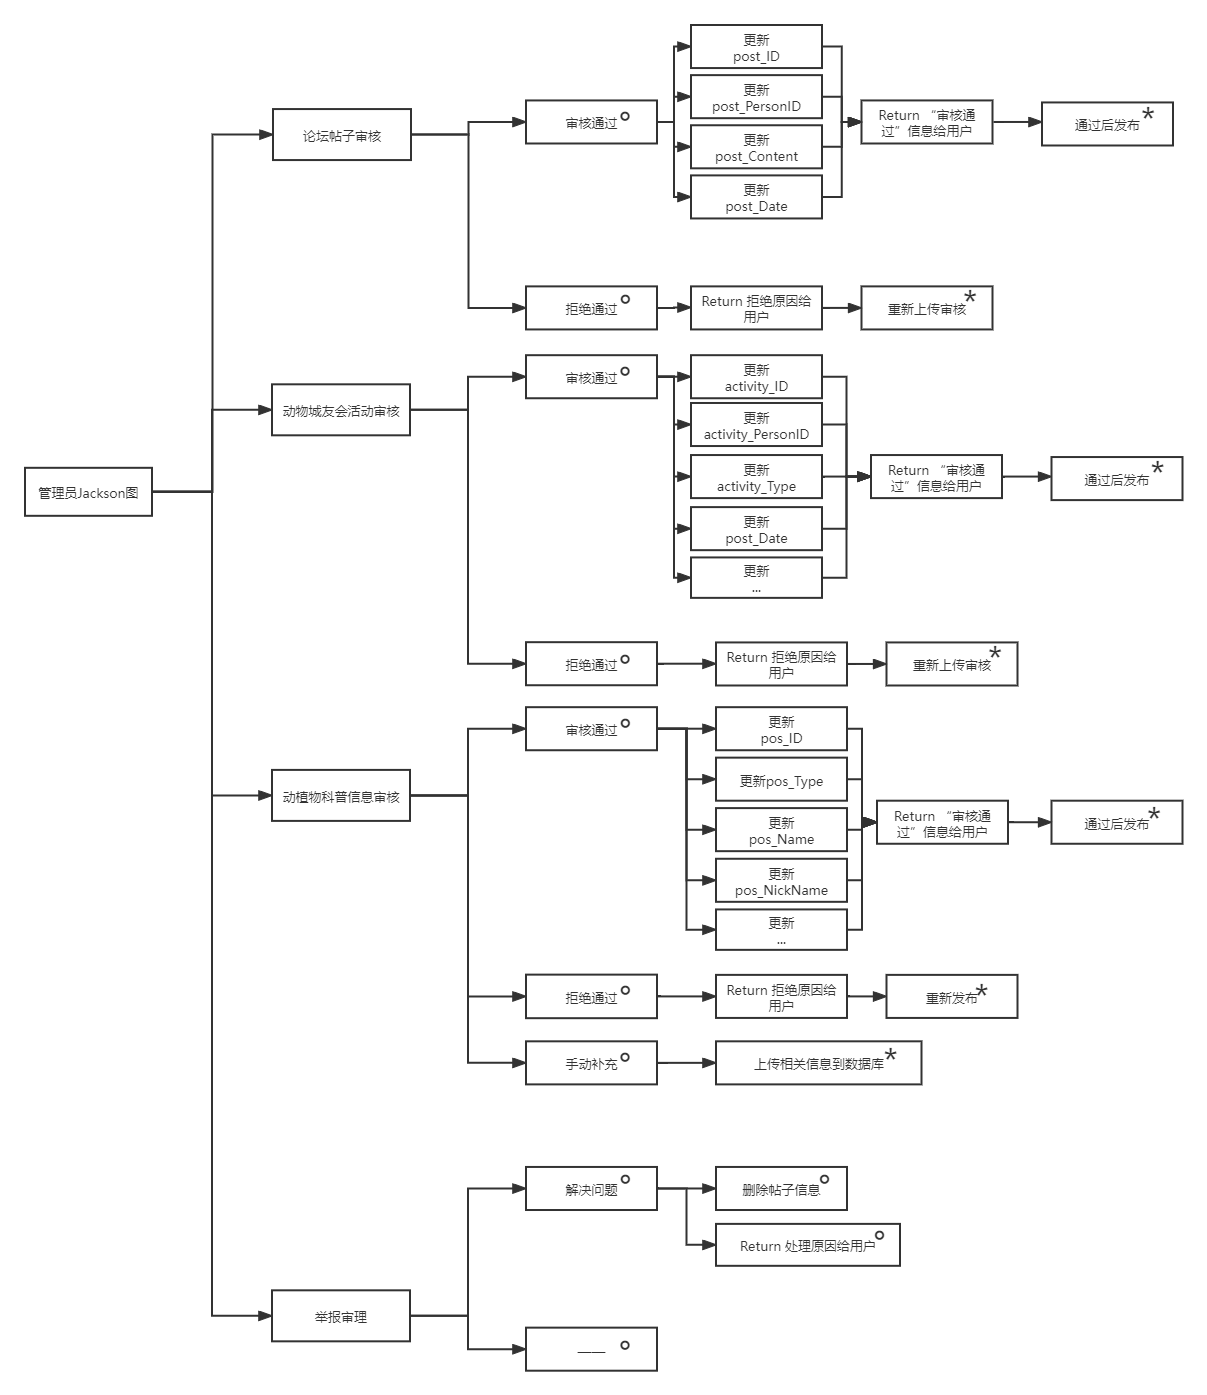 管理员Jackson图
论坛帖子审核
审核通过
更新
post_ID
更新
post_PersonID
更新
post_Content
更新
post_Date
Return “审核通
过”信息给用户
通过后发布*
拒绝通过
Return 拒绝原因给
用户
重新上传审核*
动物城友会活动审核
审核通过
更新
activity_ID
更新
activity_PersonID
更新
activity_Type
更新
post_Date
更新
...
Return “审核通
过”信息给用户
通过后发布*
拒绝通过
Return 拒绝原因给
用户
重新上传审核*
动植物科普信息审核
审核通过
更新
pos_ID
更新pos_Type
更新
pos_Name
更新
pos_NickName
更新
...
Return “审核通
过”信息给用户
通过后发布*
拒绝通过
Return 拒绝原因给
用户
重新发布*
手动补充
上传相关信息到数据库*
举报审理
解决问题
删除帖子信息
Return 处理原因给用户
——